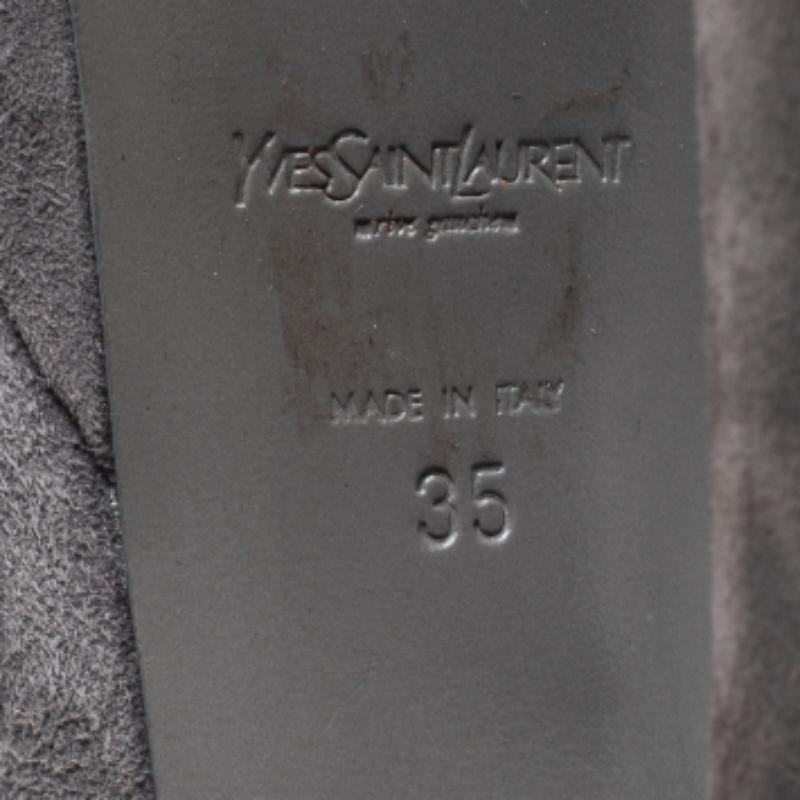 YVESSAINTLAURENT
rive gauche
MADE IN ITALY
35